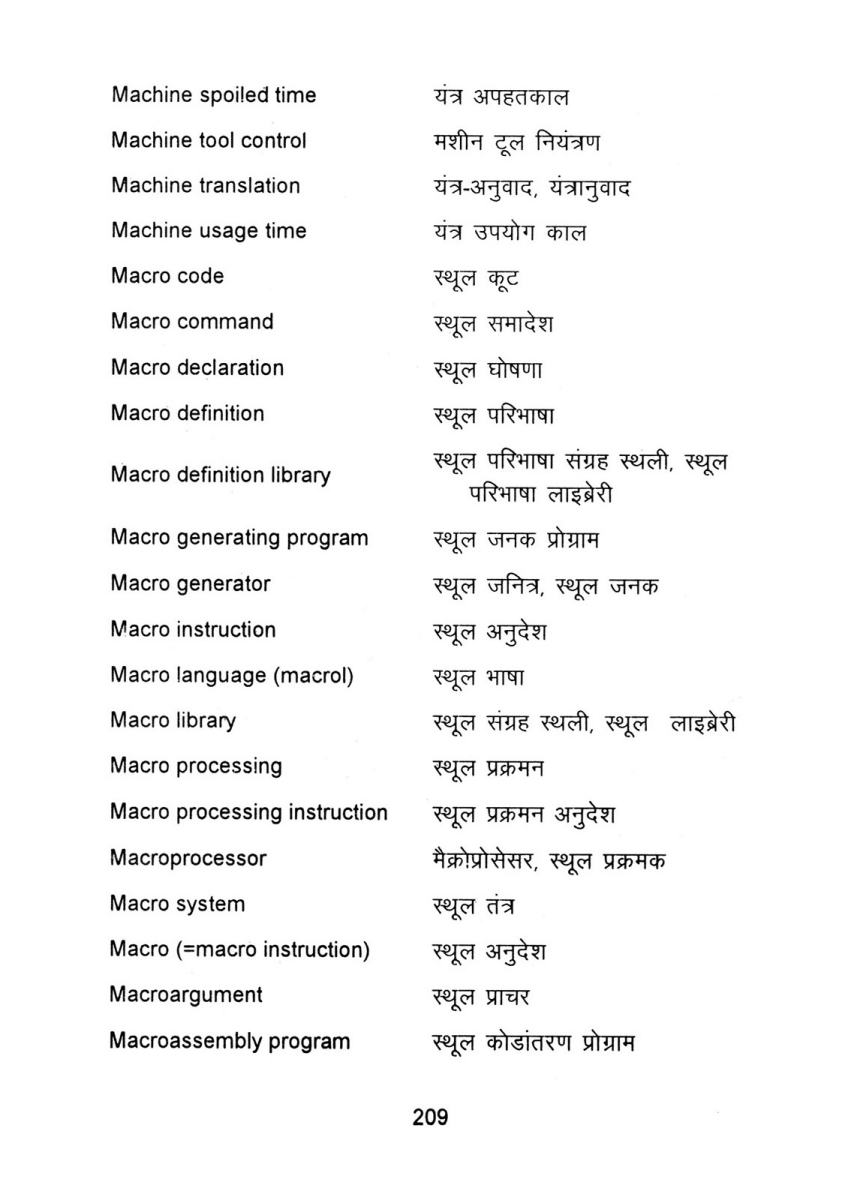 Machine spoiled time यंत्र अपहतकाल
Machine tool control मशीन टूल नियंत्रण
Machine translation यंत्र-अनुवाद, यंत्रानुवाद
Machine usage time यंत्र उपयोग काल
Macro code स्थूल कूट
Macro command स्थूल समादेश
Macro declaration स्थूल घोषणा
Macro definition स्थूल परिभाषा
Macro definition library स्थूल परिभाषा संग्रह स्थली, स्थूल
परिभाषा लाइब्रेरी
Macro generating program स्थूल जनक प्रोग्राम
Macro generator स्थूल जनित्र, स्थूल जनक
Macro instruction स्थूल अनुदेश
Macro language (macrol) स्थूल भाषा
Macro library स्थूल संग्रह स्थली, स्थूल लाइब्रेरी
Macro processing स्थूल प्रक्रमन
Macro processing instruction स्थूल प्रक्रमन अनुदेश
Macroprocessor मैक्रोप्रोसेसर, स्थूल प्रक्रमक
Macro system स्थूल तंत्र
Macro (=macro instruction) स्थूल अनुदेश
Macroargument स्थूल प्राचर
Macroassembly program स्थूल कोडांतरण प्रोग्राम
209